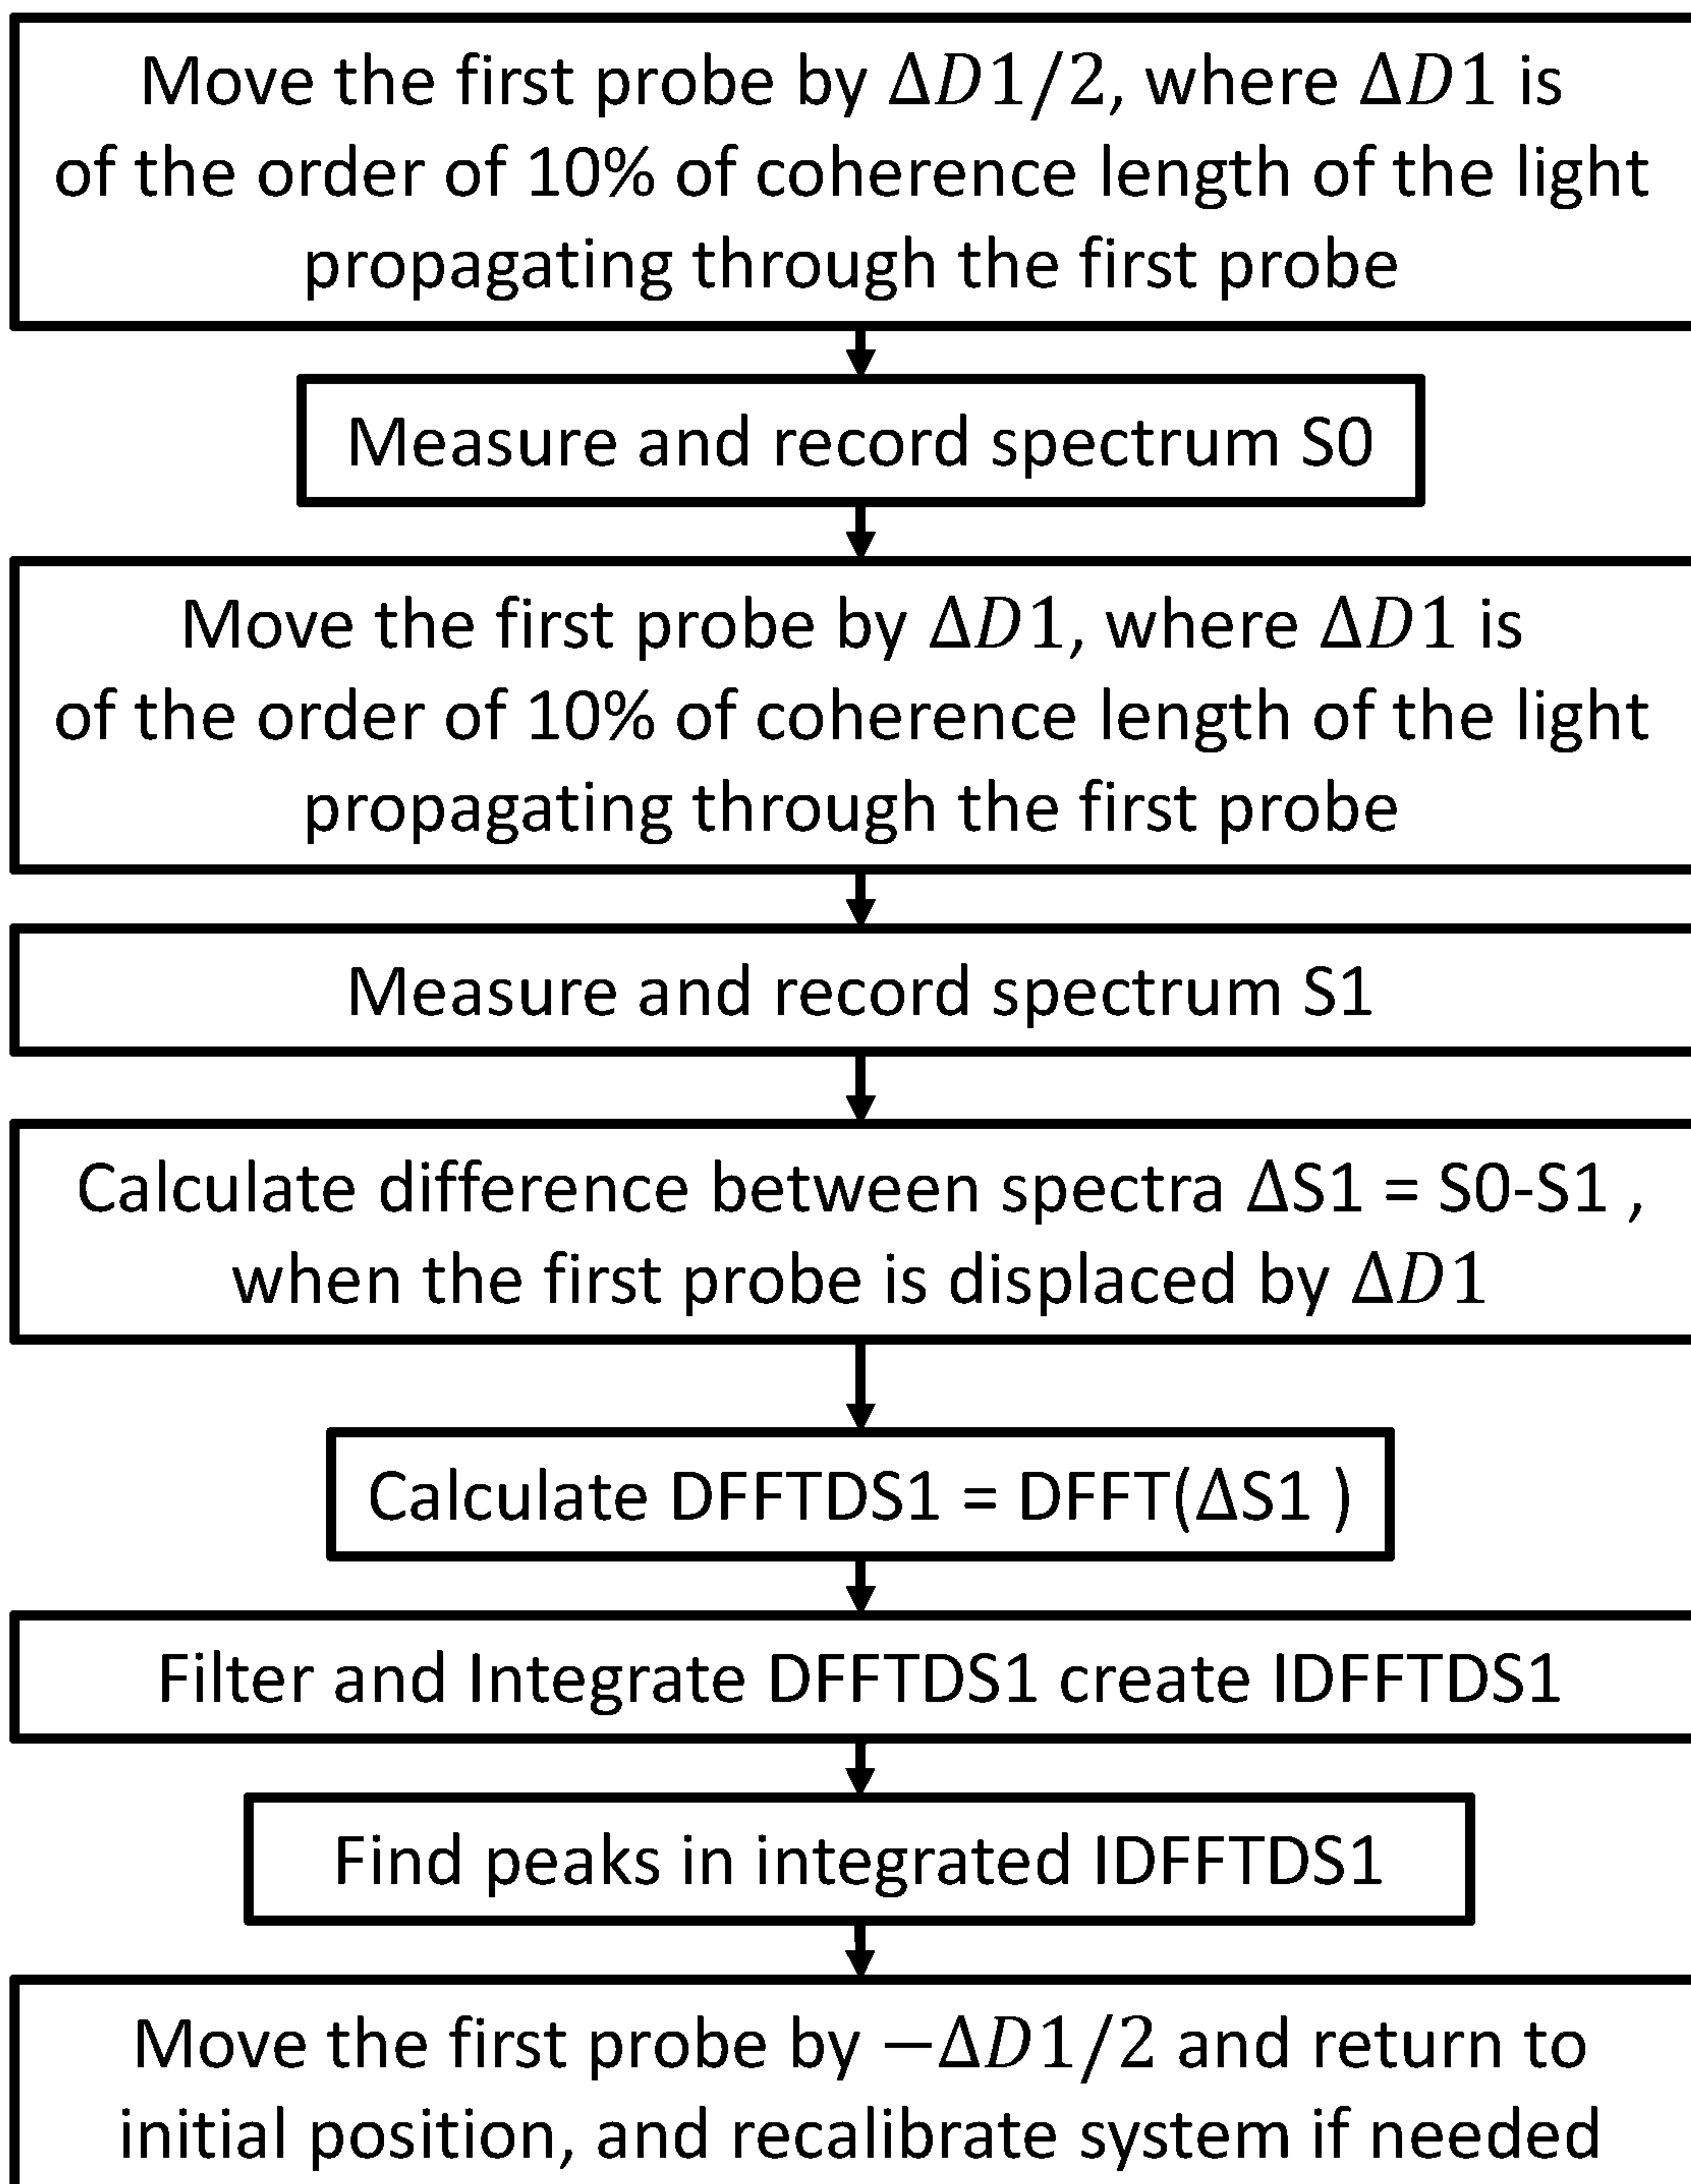 Move the first probe by Δ𝐷1/2, where Δ𝐷1 is
of the order of 10% of coherence length of the light
propagating through the first probe
Measure and record spectrum S0
Move the first probe by Δ𝐷1, where Δ𝐷1 is
of the order of 10% of coherence length of the light
propagating through the first probe
Measure and record spectrum S1
Calculate difference between spectra ΔS1 = S0-S1 ,
when the first probe is displaced by Δ𝐷1
Calculate DFFTDS1 = DFFT(ΔS1 )
Filter and Integrate DFFTDS1 create IDFFTDS1
Find peaks in integrated IDFFTDS1
Move the first probe by −Δ𝐷1/2 and return to
initial position, and recalibrate system if needed